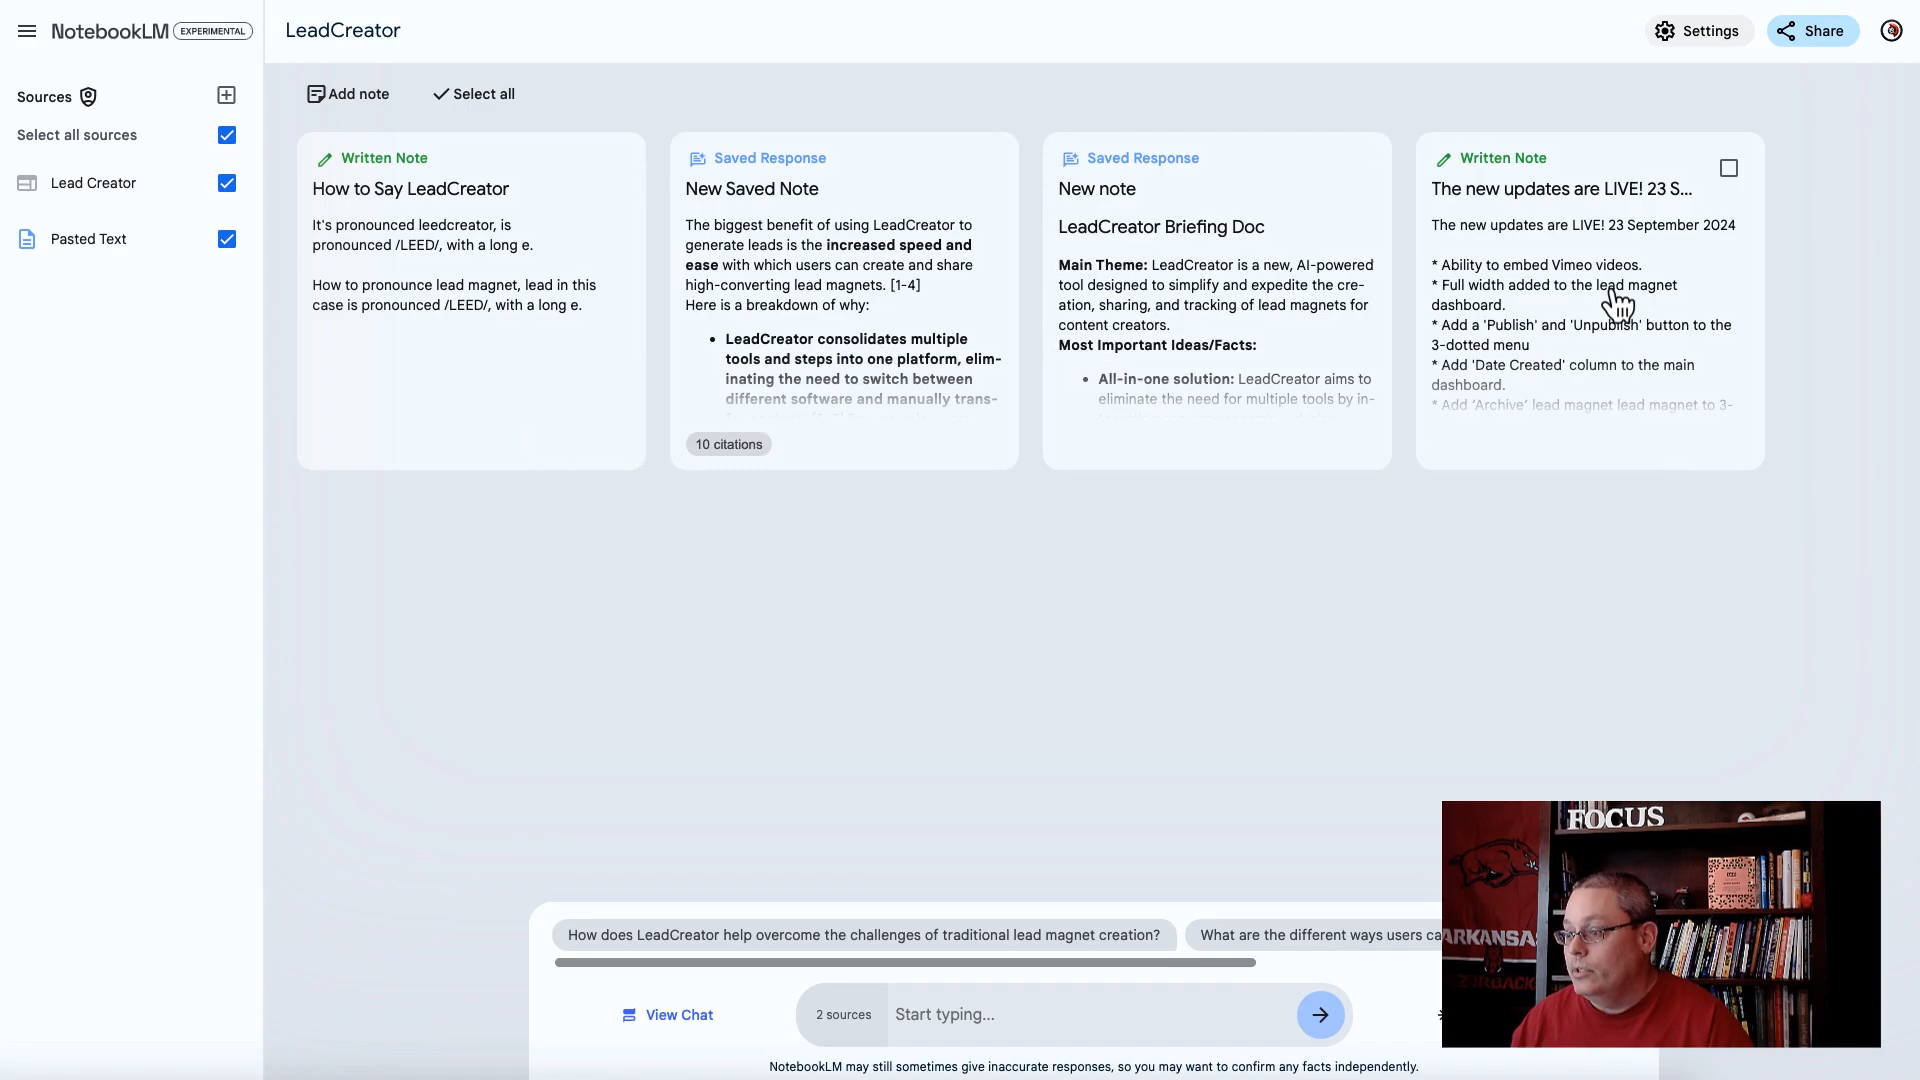 NotebookLM EXPERIMENTAL
LeadCreator
Settings
Share
Sources
Select all sources
Lead Creator
Pasted Text
Add note
Select all
Written Note
How to Say LeadCreator
It's pronounced leedcreator, is
pronounced /LEED/, with a long e.
How to pronounce lead magnet, lead in this
case is pronounced /LEED/, with a long e.
Saved Response
New Saved Note
The biggest benefit of using LeadCreator to
generate leads is the increased speed and
ease with which users can create and share
high-converting lead magnets. [1-4]
Here is a breakdown of why:
• LeadCreator consolidates multiple
tools and steps into one platform, elim-
inating the need to switch between
different software and manually trans-
10 citations
Saved Response
New note
LeadCreator Briefing Doc
Main Theme: LeadCreator is a new, AI-powered
tool designed to simplify and expedite the cre-
ation, sharing, and tracking of lead magnets for
content creators.
Most Important Ideas/Facts:
• All-in-one solution: LeadCreator aims to
eliminate the need for multiple tools by in-
Written Note
The new updates are LIVE! 23 S...
The new updates are LIVE! 23 September 2024
* Ability to embed Vimeo videos.
* Full width added to the lead magnet
dashboard.
* Add a 'Publish' and 'Unpublish' button to the
3-dotted menu
* Add 'Date Created' column to the main
dashboard.
* Add 'Archive' lead magnet lead magnet to 3-
How does LeadCreator help overcome the challenges of traditional lead magnet creation?
What are the different ways users ca
View Chat
2 sources
Start typing...
NotebookLM may still sometimes give inaccurate responses, so you may want to confirm any facts independently.
FOCUS
ARKANSA